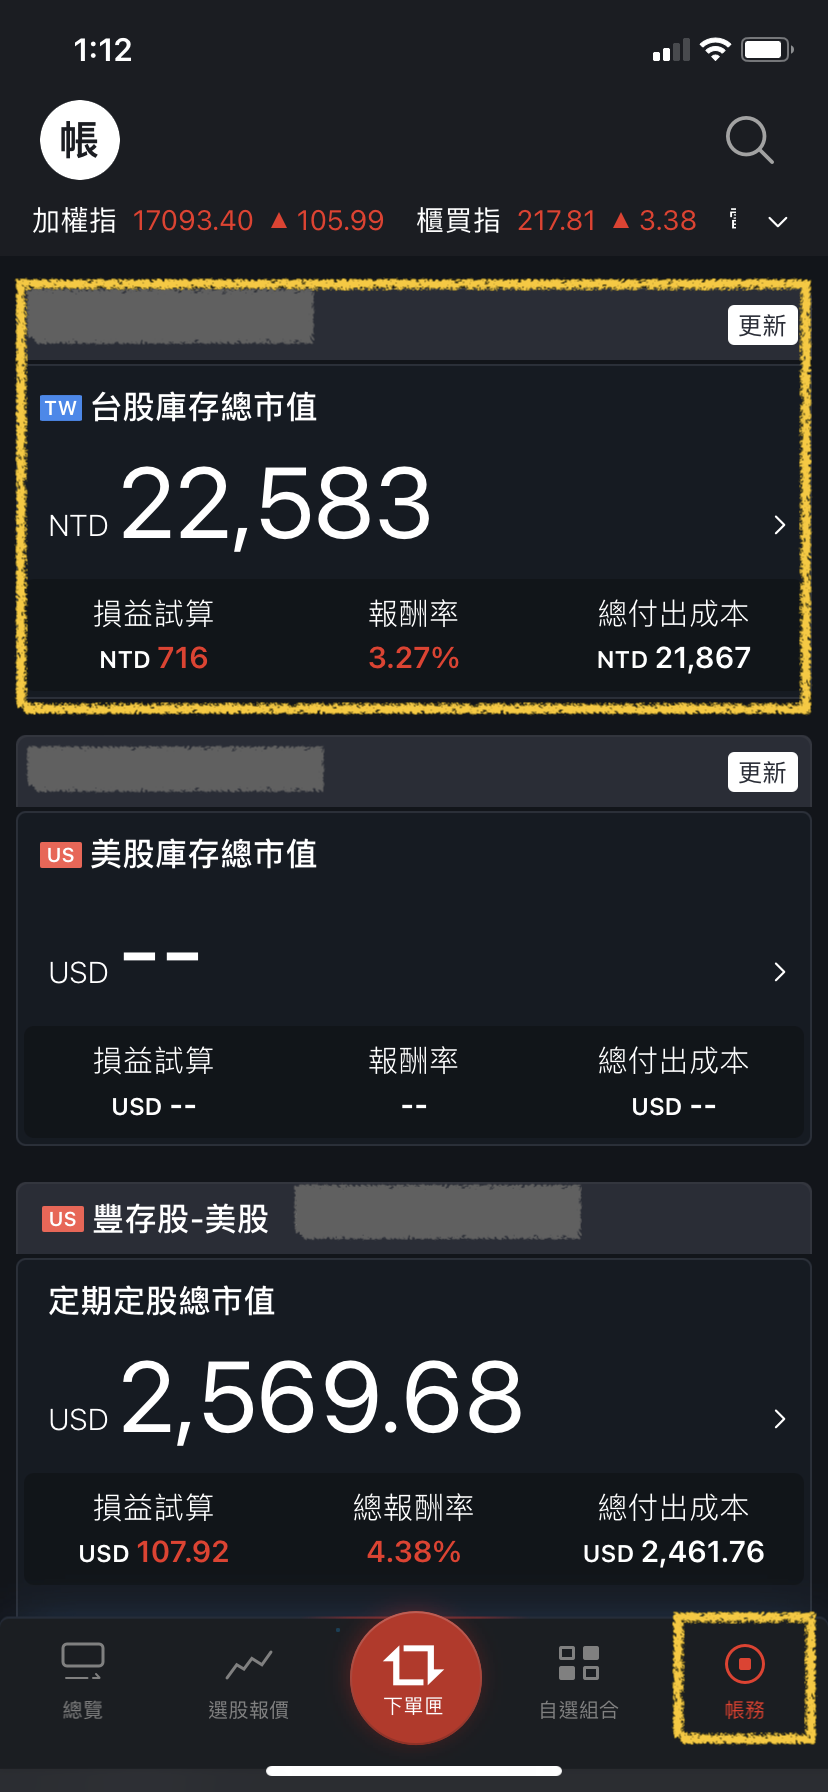 1:12
帳
加權指 17093.40 ▲ 105.99 櫃買指 217.81 ▲ 3.38
更新
TW 台股庫存總市值
NTD 22,583
損益試算 報酬率 總付出成本
NTD 716 3.27% NTD 21,867
更新
US 美股庫存總市值
USD --
損益試算 報酬率 總付出成本
USD -- -- USD --
US 豐存股-美股
定期定股總市值
USD 2,569.68
損益試算 總報酬率 總付出成本
USD 107.92 4.38% USD 2,461.76
總覽 選股報價 下單匣 自選組合 帳務